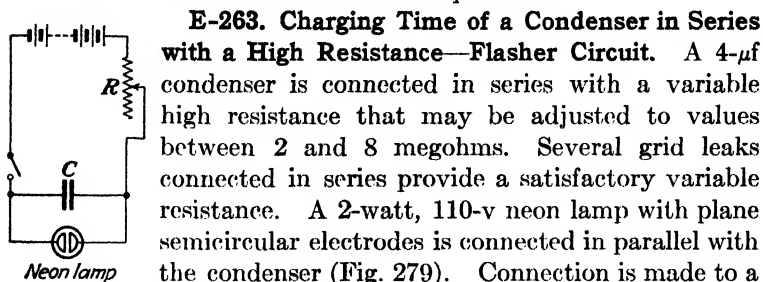 E-263. Charging Time of a Condenser in Series
with a High Resistance—Flasher Circuit. A 4-μf
condenser is connected in series with a variable
high resistance that may be adjusted to values
between 2 and 8 megohms. Several grid leaks
connected in series provide a satisfactory variable
resistance. A 2-watt, 110-v neon lamp with plane
semicircular electrodes is connected in parallel with
the condenser (Fig. 279). Connection is made to a
R
C
Neon lamp